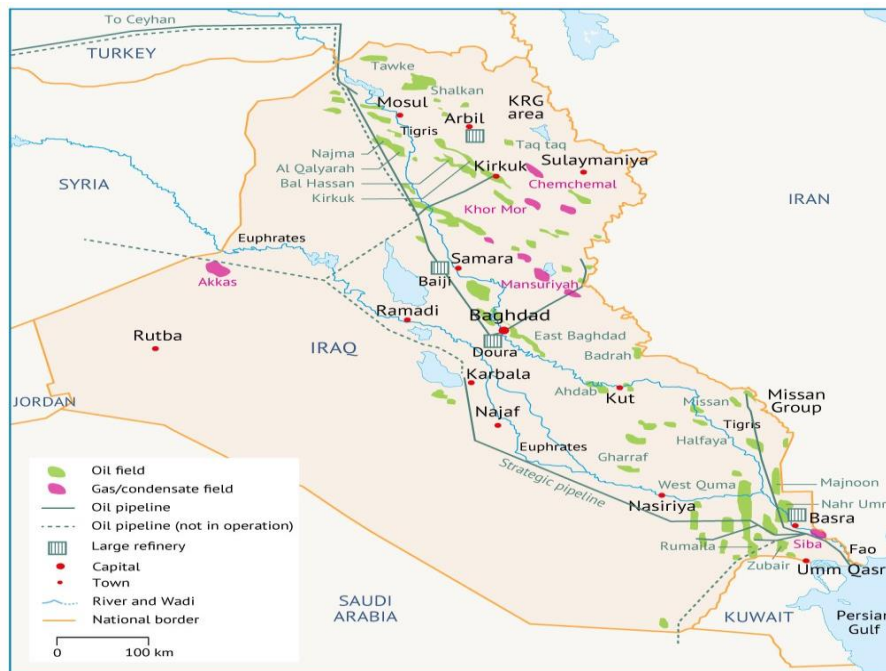 To Ceyhan
TURKEY
Tawke
Shalkan
Mosul
Arbil
KRG
area
Tigris
Taq taq
Najma
Kirkuk
Sulaymaniya
Al Qalyarah
Bal Hassan
Chemchemal
Kirkuk
Khor Mor
SYRIA
IRAN
Euphrates
Samara
Akkas
Baiji
Mansuriyah
Ramadi
Baghdad
East Baghdad
Rutba
IRAQ
Doura
Badrah
Karbala
JORDAN
Ahdab
Kut
Missan
Missan
Group
Najaf
Tigris
Halfaya
Euphrates
Gharraf
Strategic pipeline
West Quma
Majnoon
Nasiriya
Nahr Umr
Basra
Rumaila
Siba
Fao
Zubair
Umm Qasr
SAUDI
ARABIA
KUWAIT
Persian
Gulf
Oil field
Gas/condensate field
Oil pipeline
Oil pipeline (not in operation)
Large refinery
Capital
Town
River and Wadi
National border
0 100 km